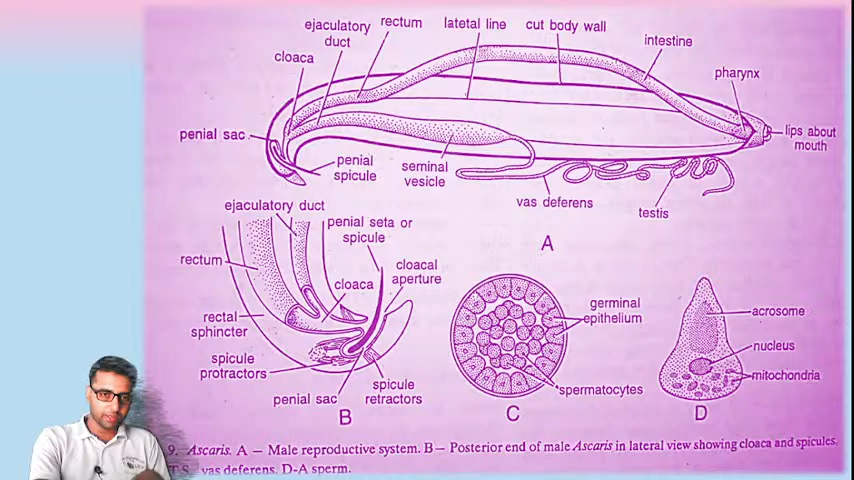 ejaculatory
duct
rectum
latetal line
cut body wall
intestine
cloaca
pharynx
penial sac
lips about
mouth
penial
spicule
seminal
vesicle
vas deferens
testis
A
ejaculatory duct
penial seta or
spicule
rectum
cloacal
aperture
cloaca
germinal
epithelium
acrosome
rectal
sphincter
nucleus
spicule
protractors
mitochondria
spermatocytes
penial sac
spicule
retractors
B
C
D
9. Ascaris. A — Male reproductive system. B— Posterior end of male Ascaris in lateral view showing cloaca and spicules.
T.S. vas deferens. D-A sperm.